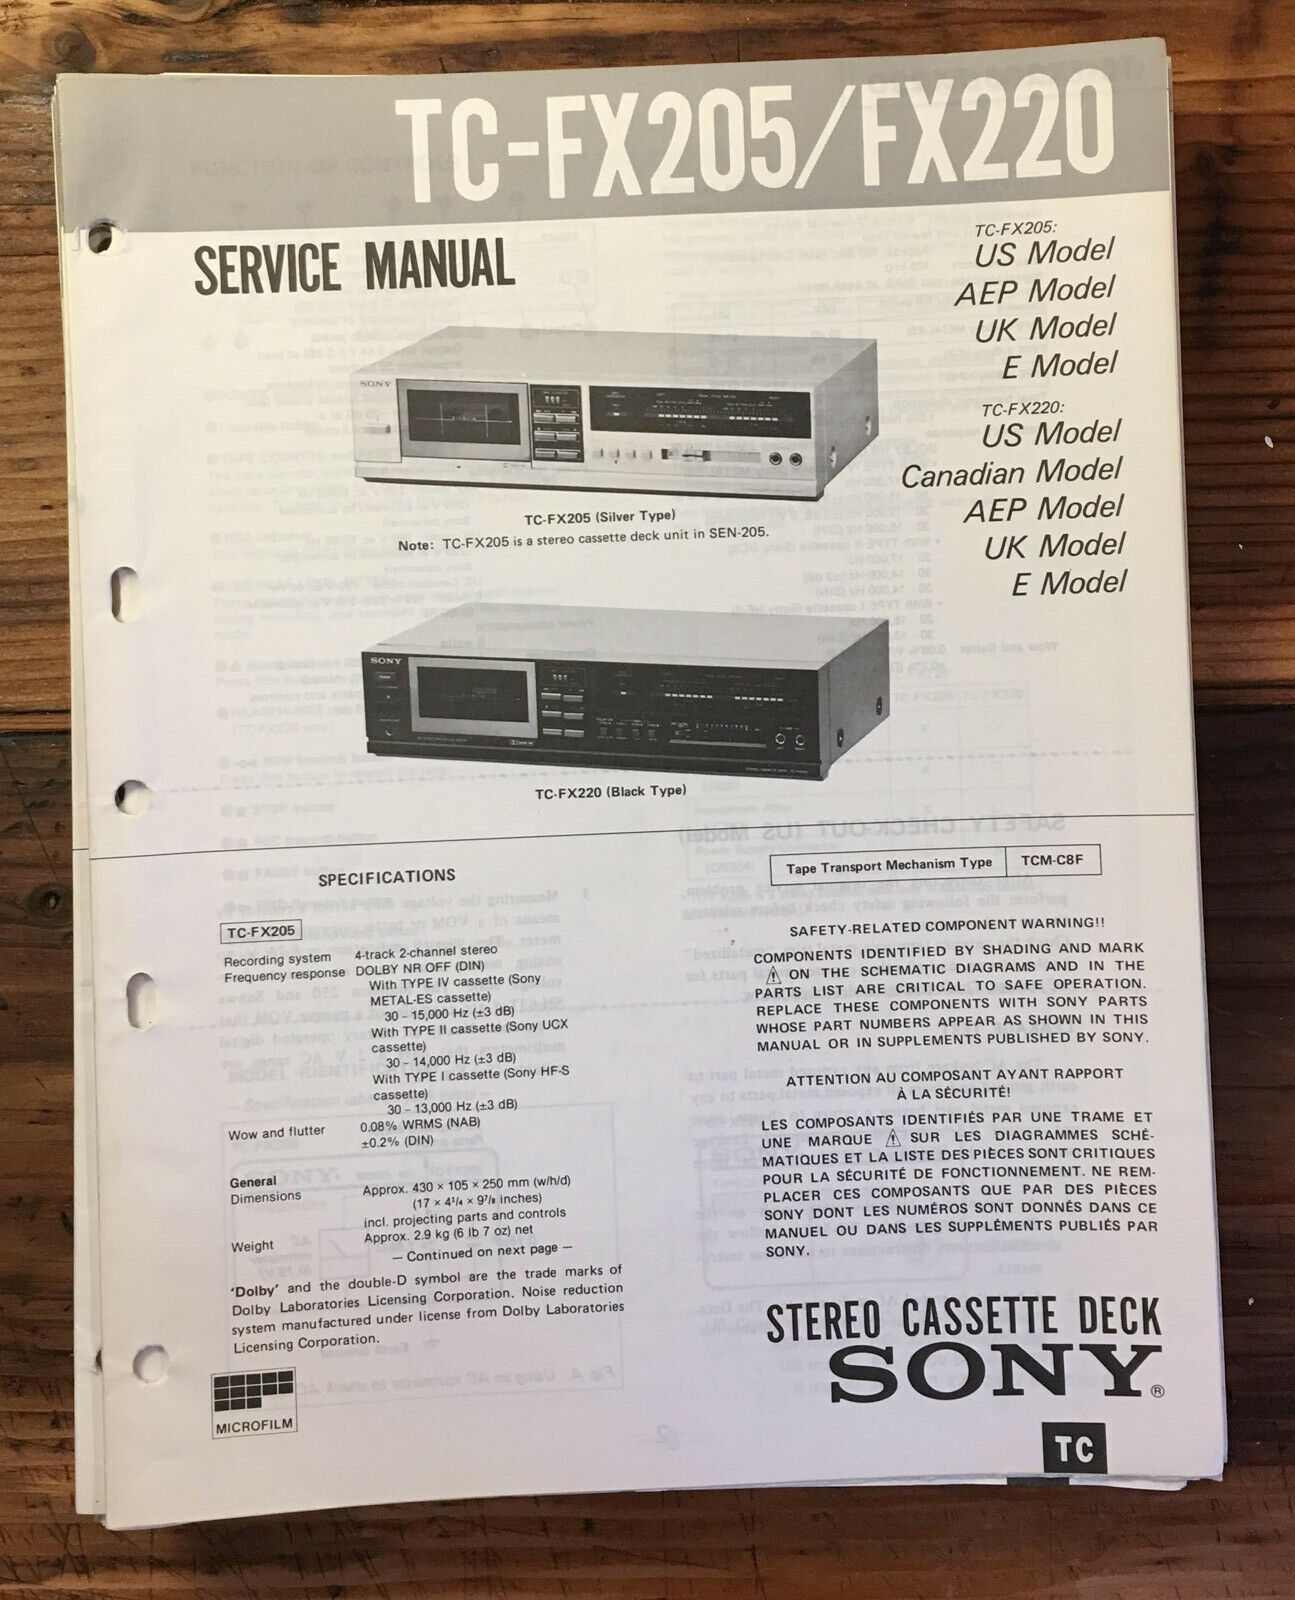 TC-FX205/FX220
SERVICE MANUAL
TC-FX205:
US Model
AEP Model
UK Model
E Model
TC-FX220:
US Model
Canadian Model
AEP Model
UK Model
E Model
SONY
TC-FX205 (Silver Type)
Note: TC-FX205 is a stereo cassette deck unit in SEN-205.
SONY
TC-FX220 (Black Type)
SPECIFICATIONS
TC-FX205
Recording system 4-track 2-channel stereo
Frequency response DOLBY NR OFF (DIN)
With TYPE IV cassette (Sony
METAL-ES cassette)
30 – 15,000 Hz (±3 dB)
With TYPE II cassette (Sony UCX
cassette)
30 – 14,000 Hz (±3 dB)
With TYPE I cassette (Sony HF-S
cassette)
30 – 13,000 Hz (±3 dB)
Wow and flutter 0.08% WRMS (NAB)
±0.2% (DIN)
General
Dimensions Approx. 430 × 105 × 250 mm (w/h/d)
(17 × 4 1/4 × 9 7/8 inches)
incl. projecting parts and controls
Weight Approx. 2.9 kg (6 lb 7 oz) net
— Continued on next page —
'Dolby' and the double-D symbol are the trade marks of
Dolby Laboratories Licensing Corporation. Noise reduction
system manufactured under license from Dolby Laboratories
Licensing Corporation.
MICROFILM
Tape Transport Mechanism Type TCM-C8F
SAFETY-RELATED COMPONENT WARNING!!
COMPONENTS IDENTIFIED BY SHADING AND MARK
⚠ ON THE SCHEMATIC DIAGRAMS AND IN THE
PARTS LIST ARE CRITICAL TO SAFE OPERATION.
REPLACE THESE COMPONENTS WITH SONY PARTS
WHOSE PART NUMBERS APPEAR AS SHOWN IN THIS
MANUAL OR IN SUPPLEMENTS PUBLISHED BY SONY.
ATTENTION AU COMPOSANT AYANT RAPPORT
À LA SÉCURITÉ!
LES COMPOSANTS IDENTIFIÉS PAR UNE TRAME ET
UNE MARQUE ⚠ SUR LES DIAGRAMMES SCHÉ-
MATIQUES ET LA LISTE DES PIÈCES SONT CRITIQUES
POUR LA SÉCURITÉ DE FONCTIONNEMENT. NE REM-
PLACER CES COMPOSANTS QUE PAR DES PIÈCES
SONY DONT LES NUMÉROS SONT DONNÉS DANS CE
MANUEL OU DANS LES SUPPLÉMENTS PUBLIÉS PAR
SONY.
STEREO CASSETTE DECK
SONY®
TC